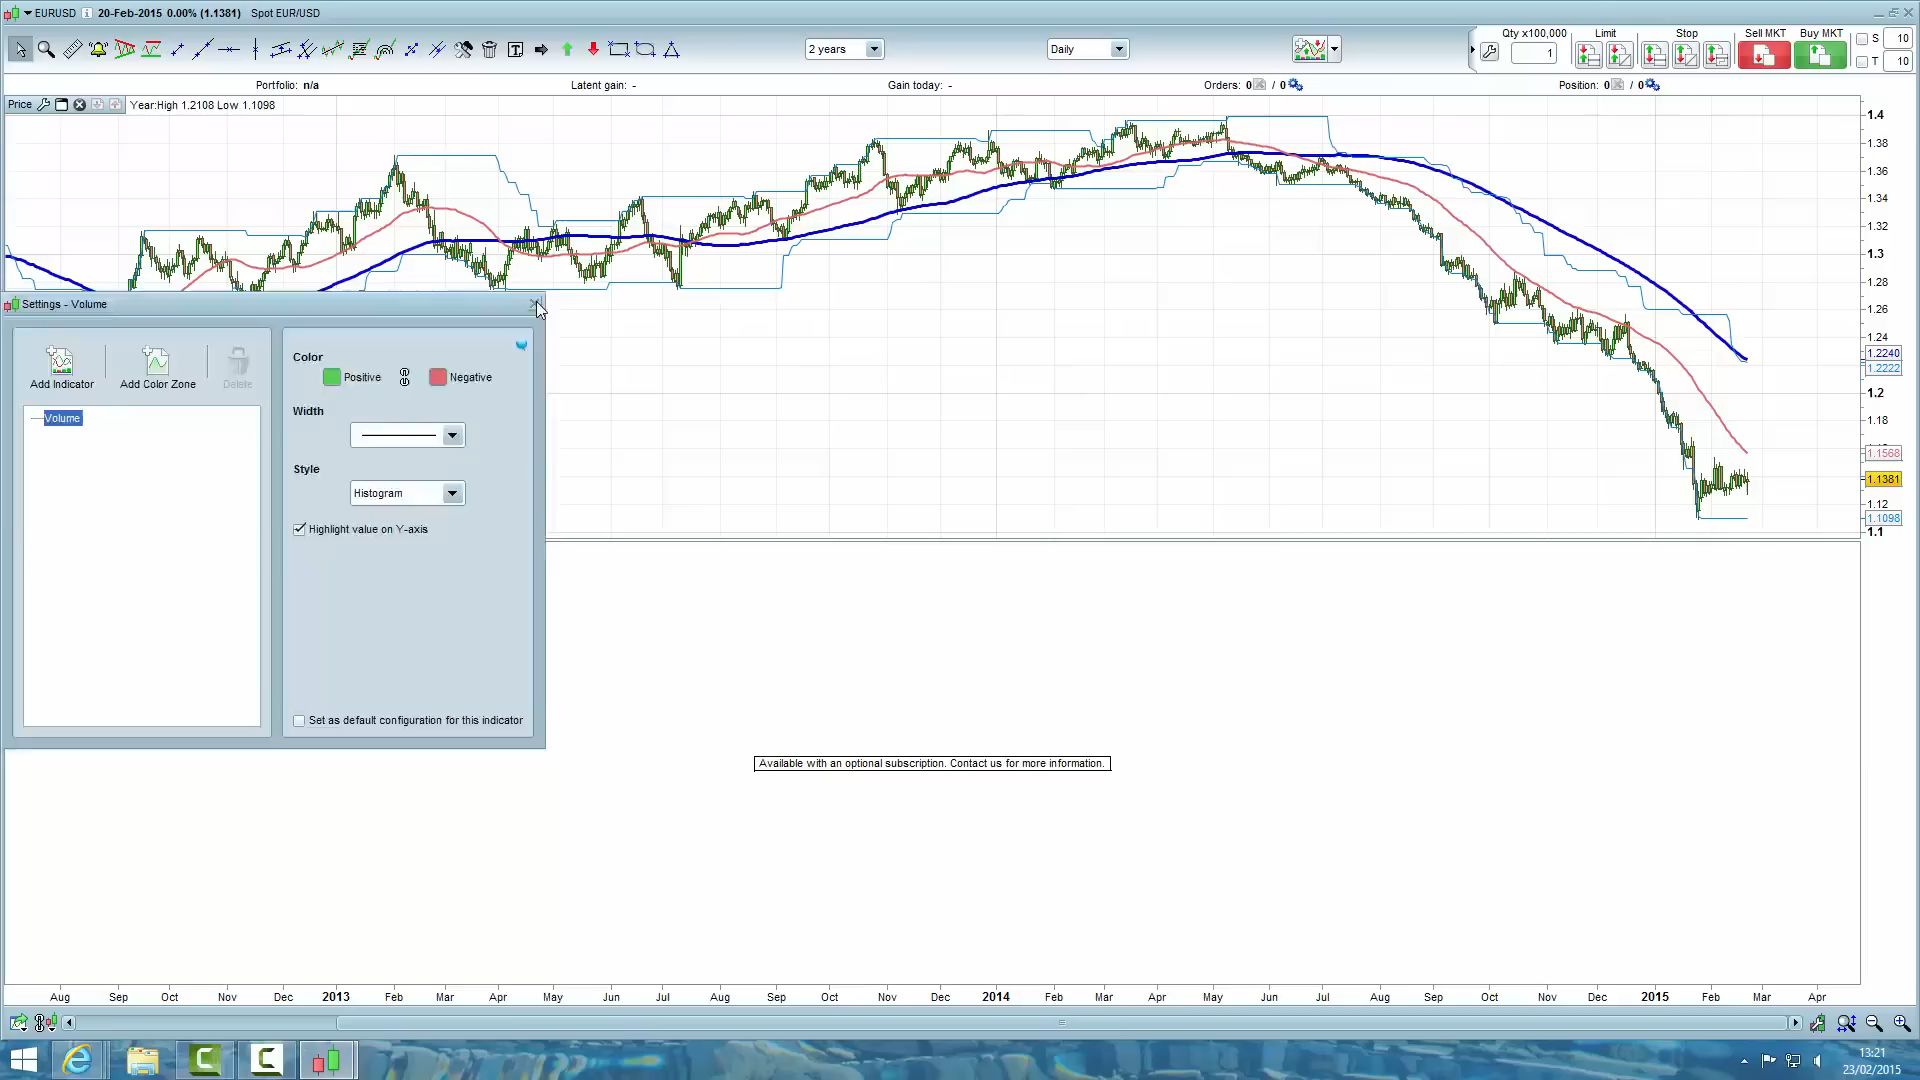 EURUSD 20-Feb-2015 0.00% (1.1381) Spot EUR/USD
2 years
Daily
Qty x100,000 Limit Stop Sell MKT Buy MKT
1
S 10
T 10
Portfolio: n/a Latent gain: - Gain today: - Orders: 0 / 0 Position: 0 / 0
Price Year:High 1.2108 Low 1.1098
1.4
1.38
1.36
1.34
1.32
1.3
1.28
1.26
1.24
1.2240
1.2222
1.2
1.18
1.1568
1.1381
1.12
1.1098
1.1
Settings - Volume
Add Indicator Add Color Zone Delete
Volume
Color
Positive Negative
Width
Style
Histogram
Highlight value on Y-axis
Set as default configuration for this indicator
Available with an optional subscription. Contact us for more information.
Aug Sep Oct Nov Dec 2013 Feb Mar Apr May Jun Jul Aug Sep Oct Nov Dec 2014 Feb Mar Apr May Jun Jul Aug Sep Oct Nov Dec 2015 Feb Mar Apr
13:21
23/02/2015